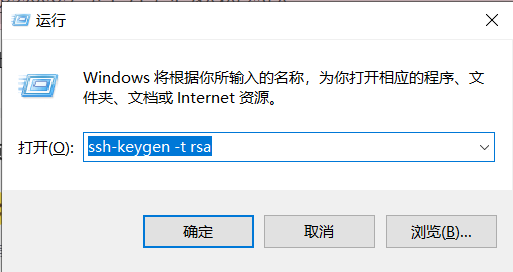 运行
Windows 将根据你所输入的名称，为你打开相应的程序、文
件夹、文档或 Internet 资源。
打开(O): ssh-keygen -t rsa
确定 取消 浏览(B)...